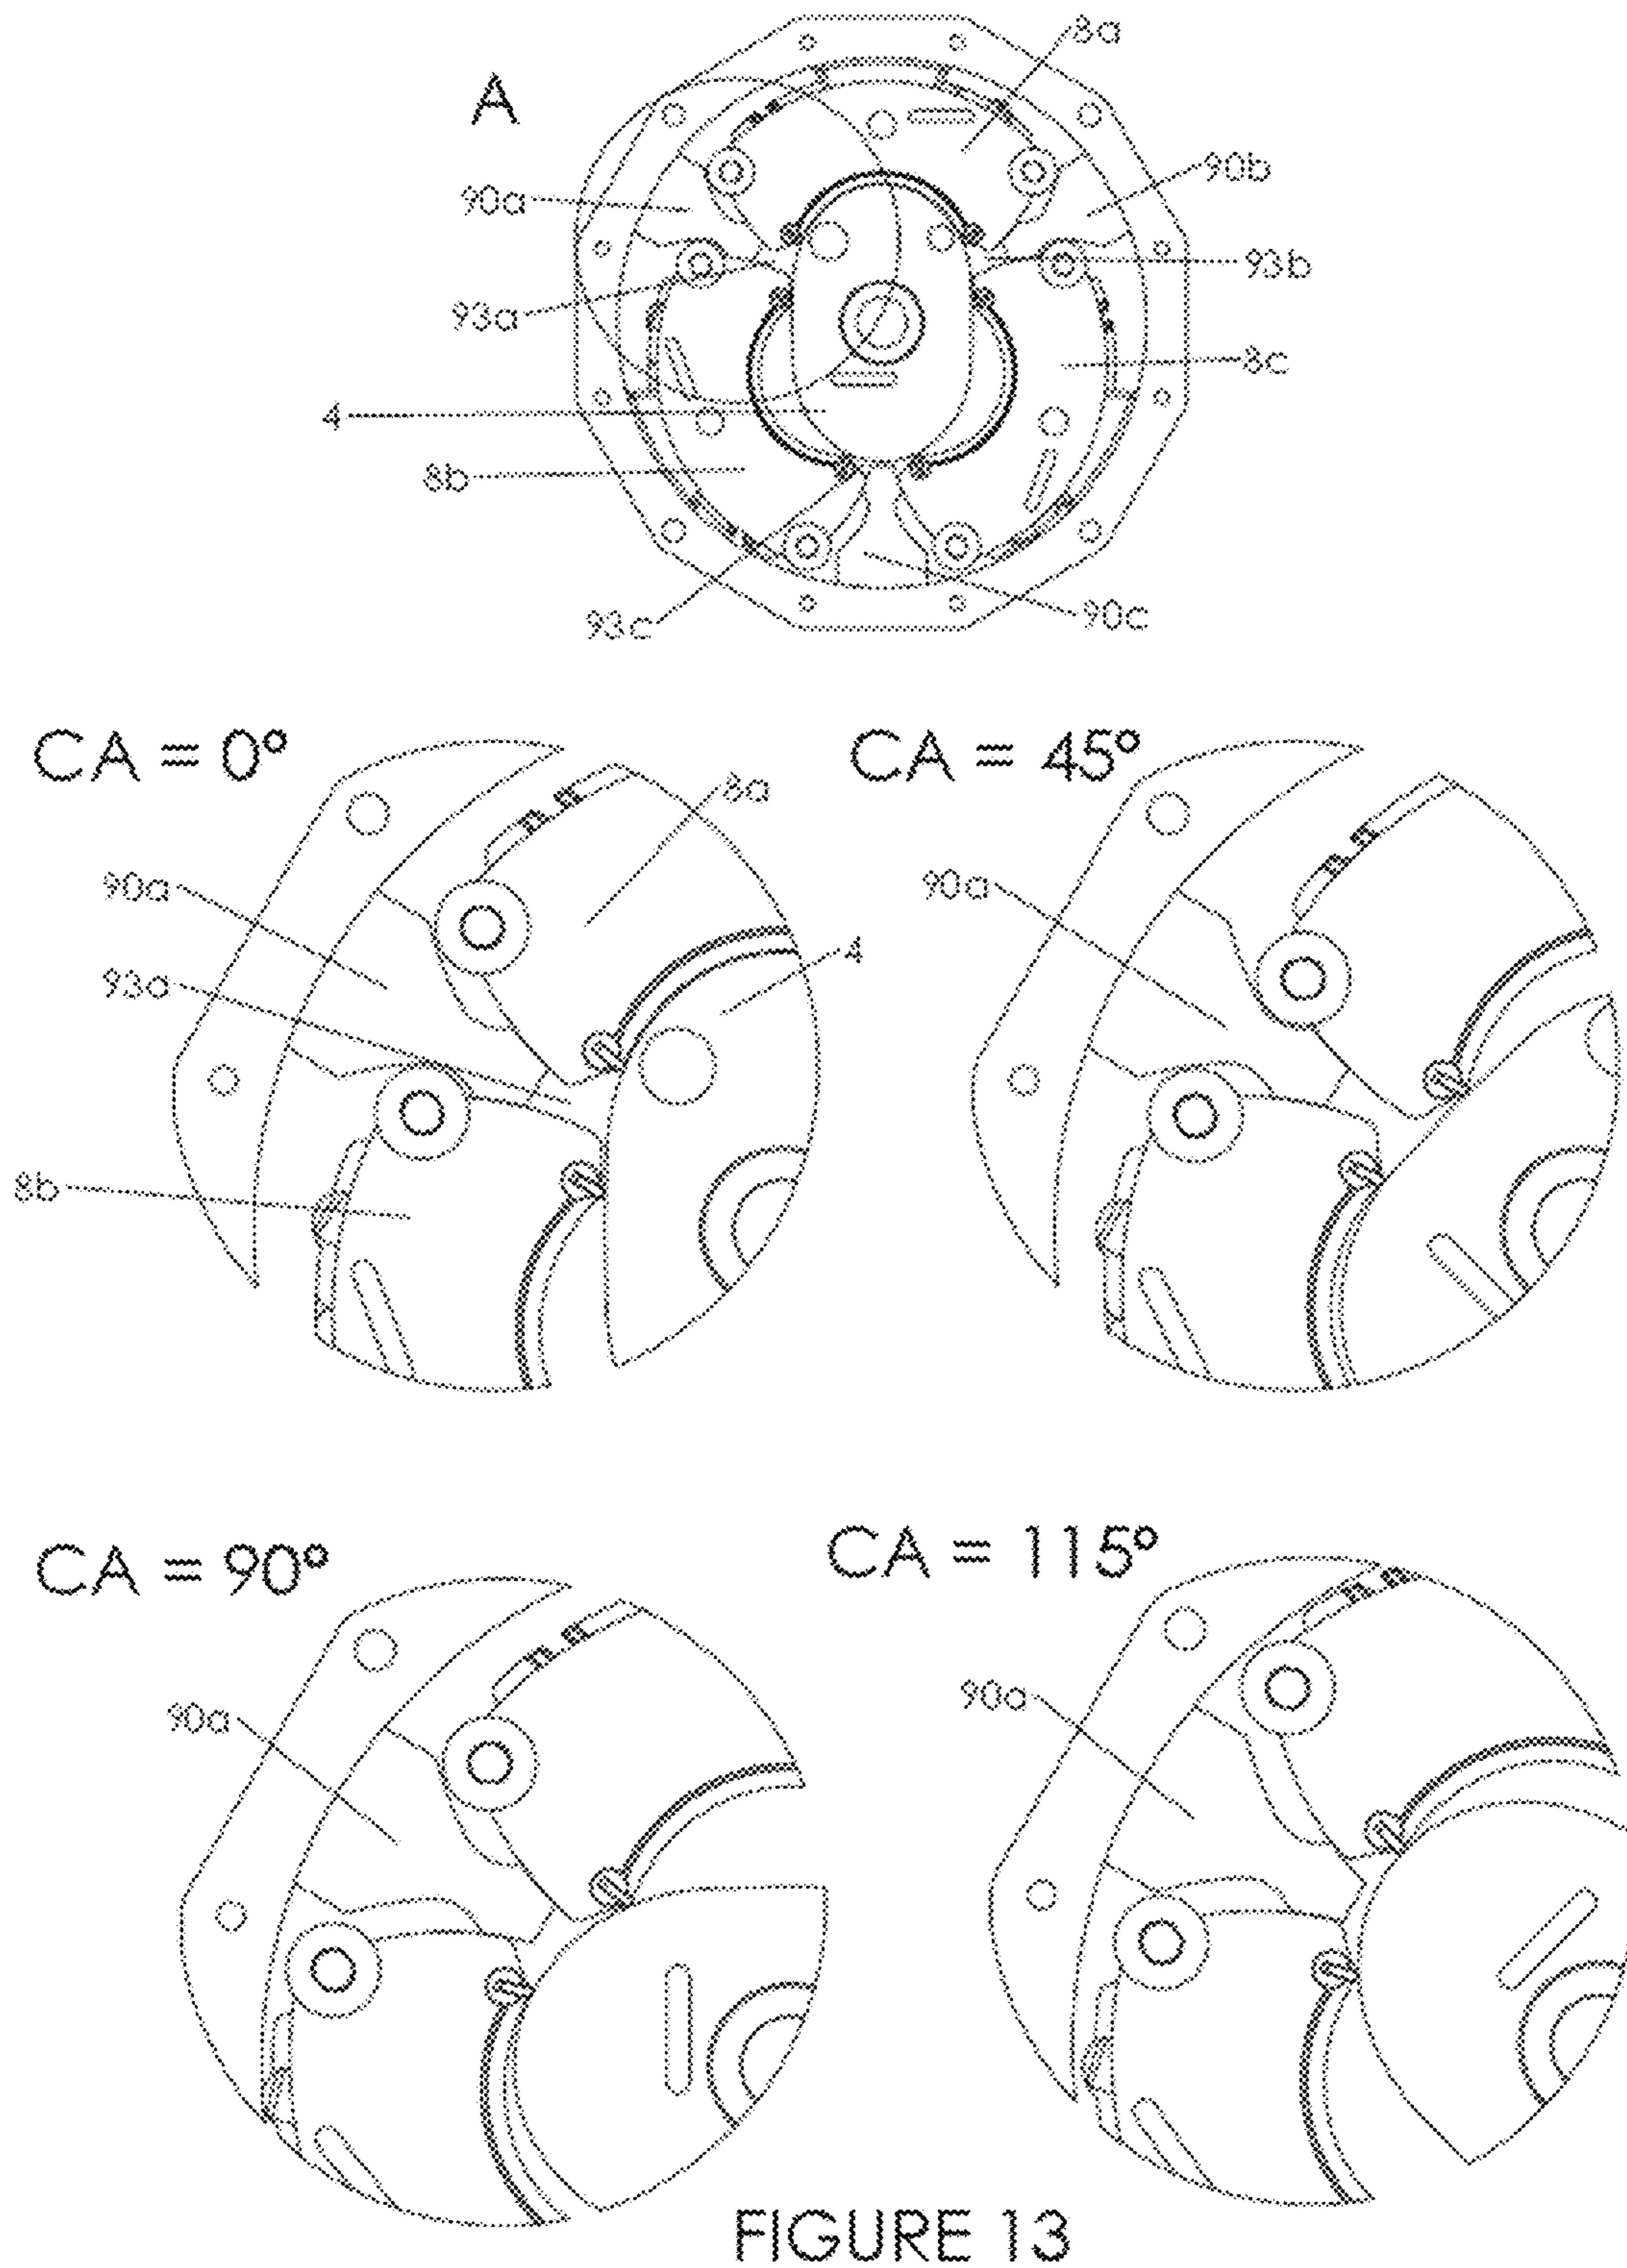 A
8a
90a
90b
93a
93b
8c
4
8b
93c
90c
CA = 0°
8a
90a
93a
4
8b
CA = 45°
90a
CA = 90°
90a
CA = 115°
90a
FIGURE 13